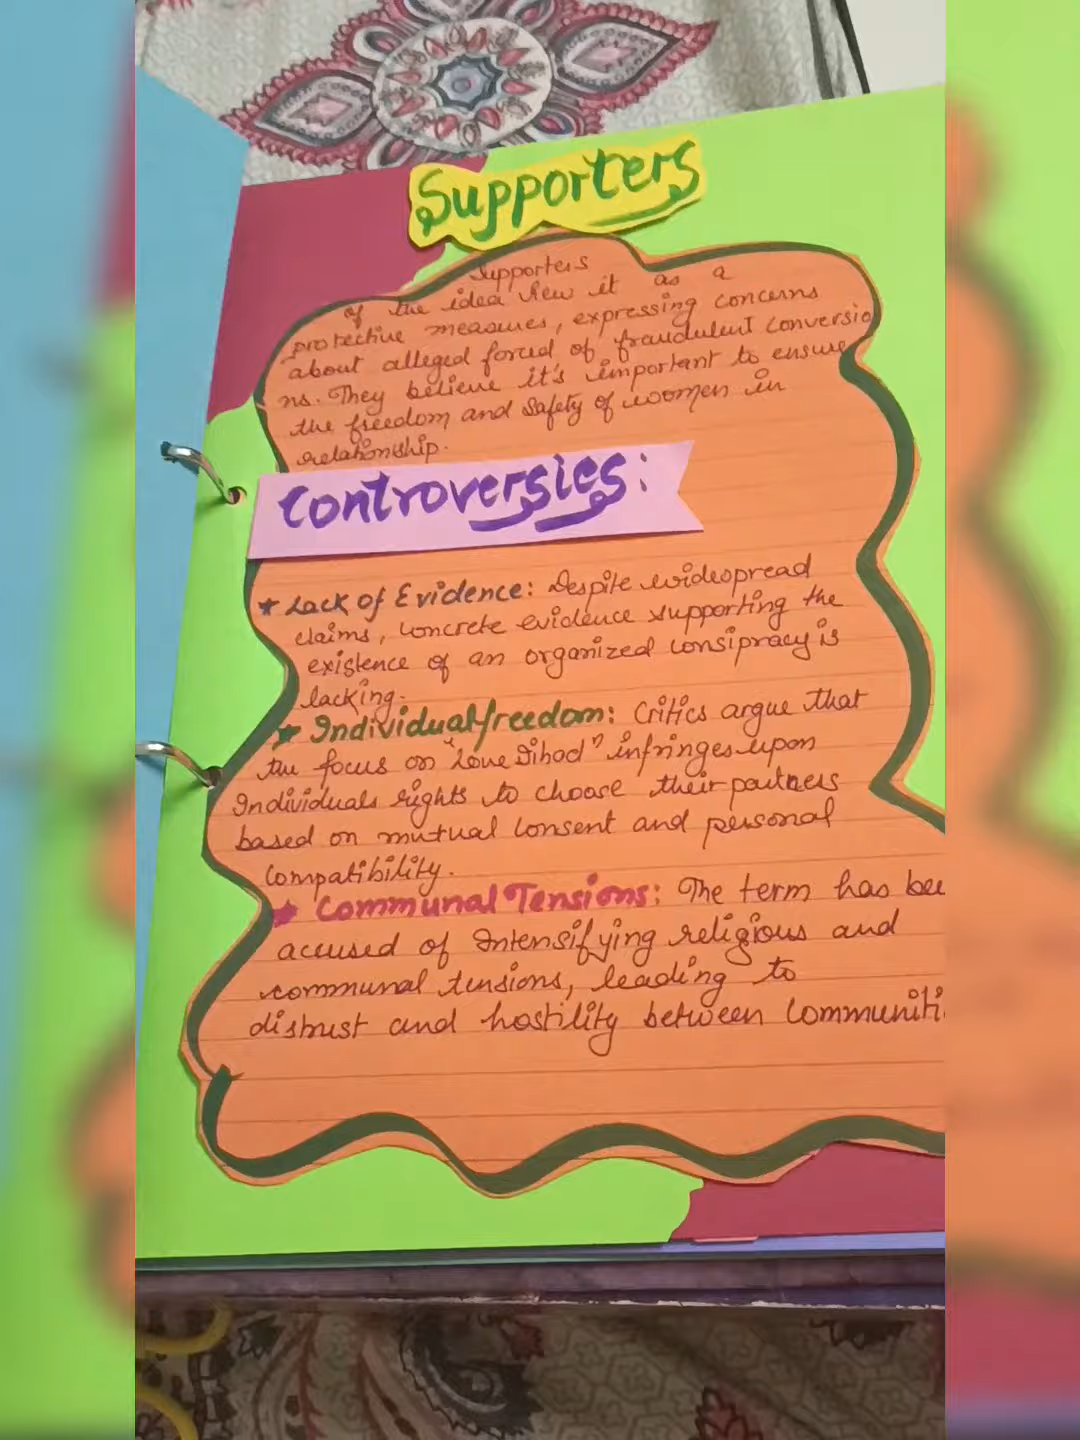 Supporters
Supporters
of the idea view it as a
protective measures, expressing concerns
about alleged forced of fraudulent conversio
ns. They believe it's important to ensure
the freedom and safety of women in
relationship.
Controversies:
★ Lack of Evidence: Despite widespread
claims, concrete evidence supporting the
existence of an organized consipracy is
lacking.
★ Individual freedom: Critics argue that
the focus on "Love Jihad" infringes upon
Individuals rights to choose their partners
based on mutual consent and personal
compatibility.
★ Communal Tensions: The term has bee
accused of Intensifying religious and
communal tensions, leading to
distrust and hostility between Communiti